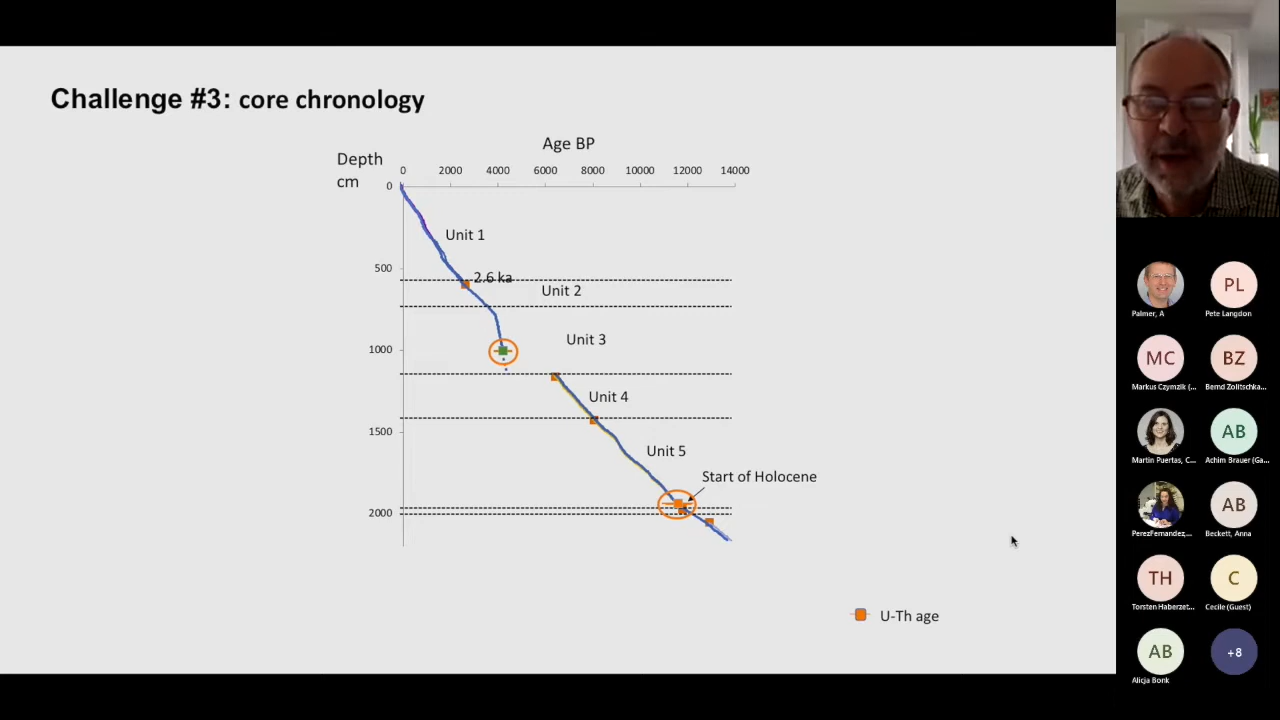 Challenge #3: core chronology
Age BP
Depth
cm
0 2000 4000 6000 8000 10000 12000 14000
0
Unit 1
500
2.6 ka
Unit 2
Unit 3
1000
Unit 4
1500
Unit 5
Start of Holocene
2000
U-Th age
Palmer, A
PL
Pete Langdon
MC
Markus Czymzik (...
BZ
Bernd Zolitschka...
Martin Puertas, C...
AB
Achim Brauer (Ga...
PerezFernandez,...
AB
Beckett, Anna
TH
Torsten Haberzet...
C
Cecile (Guest)
AB
Alicja Bonk
+8